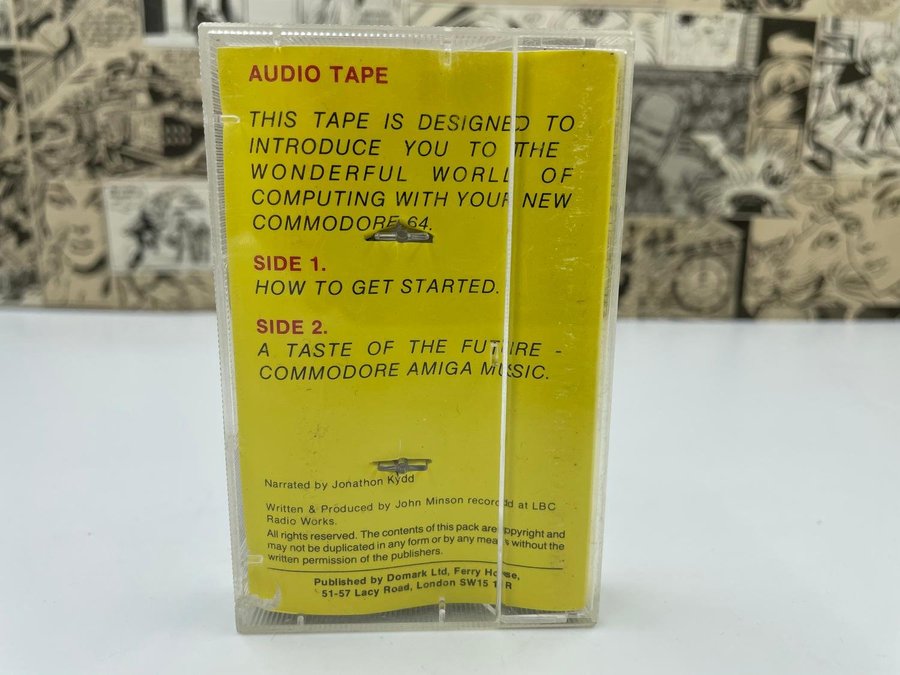 AUDIO TAPE
THIS TAPE IS DESIGNED TO
INTRODUCE YOU TO THE
WONDERFUL WORLD OF
COMPUTING WITH YOUR NEW
COMMODORE 64.
SIDE 1.
HOW TO GET STARTED.
SIDE 2.
A TASTE OF THE FUTURE -
COMMODORE AMIGA MUSIC.
Narrated by Jonathon Kydd
Written & Produced by John Minson recordd at LBC
Radio Works.
All rights reserved. The contents of this pack are copyright and
may not be duplicated in any form or by any means without the
written permission of the publishers.
Published by Domark Ltd, Ferry House,
51-57 Lacy Road, London SW15